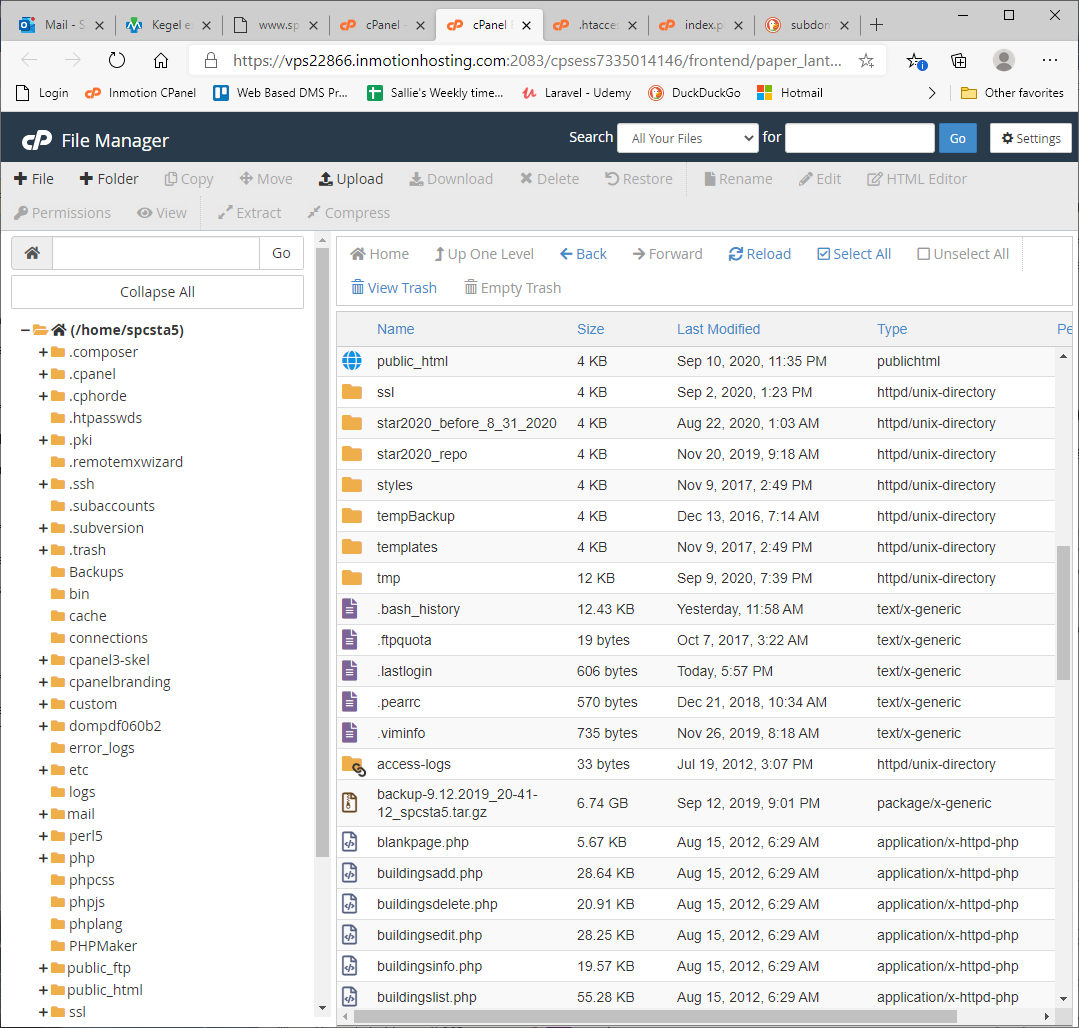 Mail - S
Kegel e
www.sp
cPanel -
cPanel
.htacce
index.p
subdon
https://vps22866.inmotionhosting.com:2083/cpsess7335014146/frontend/paper_lant...
Login
Inmotion CPanel
Web Based DMS Pr...
Sallie's Weekly time...
Laravel - Udemy
DuckDuckGo
Hotmail
Other favorites
cP File Manager
Search
All Your Files
for
Go
Settings
File
Folder
Copy
Move
Upload
Download
Delete
Restore
Rename
Edit
HTML Editor
Permissions
View
Extract
Compress
Go
Collapse All
(/home/spcsta5)
.composer
.cpanel
.cphorde
.htpasswds
.pki
.remotemxwizard
.ssh
.subaccounts
.subversion
.trash
Backups
bin
cache
connections
cpanel3-skel
cpanelbranding
custom
dompdf060b2
error_logs
etc
logs
mail
perl5
php
phpcss
phpjs
phplang
PHPMaker
public_ftp
public_html
ssl
Home
Up One Level
Back
Forward
Reload
Select All
Unselect All
View Trash
Empty Trash
Name Size Last Modified Type Pe
public_html 4 KB Sep 10, 2020, 11:35 PM publichtml
ssl 4 KB Sep 2, 2020, 1:23 PM httpd/unix-directory
star2020_before_8_31_2020 4 KB Aug 22, 2020, 1:03 AM httpd/unix-directory
star2020_repo 4 KB Nov 20, 2019, 9:18 AM httpd/unix-directory
styles 4 KB Nov 9, 2017, 2:49 PM httpd/unix-directory
tempBackup 4 KB Dec 13, 2016, 7:14 AM httpd/unix-directory
templates 4 KB Nov 9, 2017, 2:49 PM httpd/unix-directory
tmp 12 KB Sep 9, 2020, 7:39 PM httpd/unix-directory
.bash_history 12.43 KB Yesterday, 11:58 AM text/x-generic
.ftpquota 19 bytes Oct 7, 2017, 3:22 AM text/x-generic
.lastlogin 606 bytes Today, 5:57 PM text/x-generic
.pearrc 570 bytes Dec 21, 2018, 10:34 AM text/x-generic
.viminfo 735 bytes Nov 26, 2019, 8:18 AM text/x-generic
access-logs 33 bytes Jul 19, 2012, 3:07 PM httpd/unix-directory
backup-9.12.2019_20-41-
12_spcsta5.tar.gz 6.74 GB Sep 12, 2019, 9:01 PM package/x-generic
blankpage.php 5.67 KB Aug 15, 2012, 6:29 AM application/x-httpd-php
buildingsadd.php 28.64 KB Aug 15, 2012, 6:29 AM application/x-httpd-php
buildingsdelete.php 20.91 KB Aug 15, 2012, 6:29 AM application/x-httpd-php
buildingsedit.php 28.25 KB Aug 15, 2012, 6:29 AM application/x-httpd-php
buildingsinfo.php 19.57 KB Aug 15, 2012, 6:29 AM application/x-httpd-php
buildingslist.php 55.28 KB Aug 15, 2012, 6:29 AM application/x-httpd-php